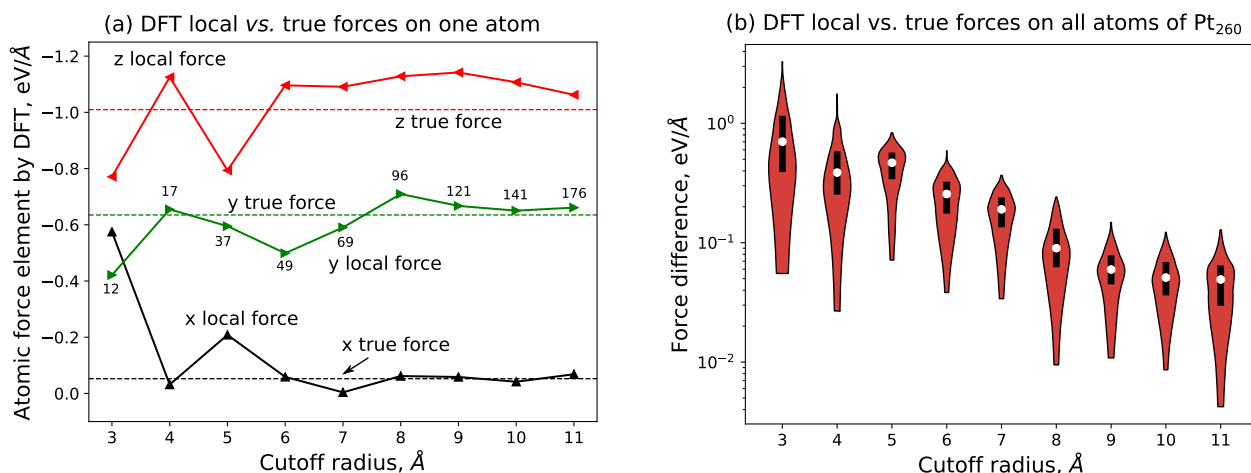 (a) DFT local vs. true forces on one atom
Atomic force element by DFT, eV/Å
−1.2
−1.0
−0.8
−0.6
−0.4
−0.2
0.0
z local force
z true force
y true force
y local force
x local force
x true force
12
17
37
49
69
96
121
141
176
3 4 5 6 7 8 9 10 11
Cutoff radius, Å
(b) DFT local vs. true forces on all atoms of Pt₂₆₀
Force difference, eV/Å
10⁰
10⁻¹
10⁻²
3 4 5 6 7 8 9 10 11
Cutoff radius, Å